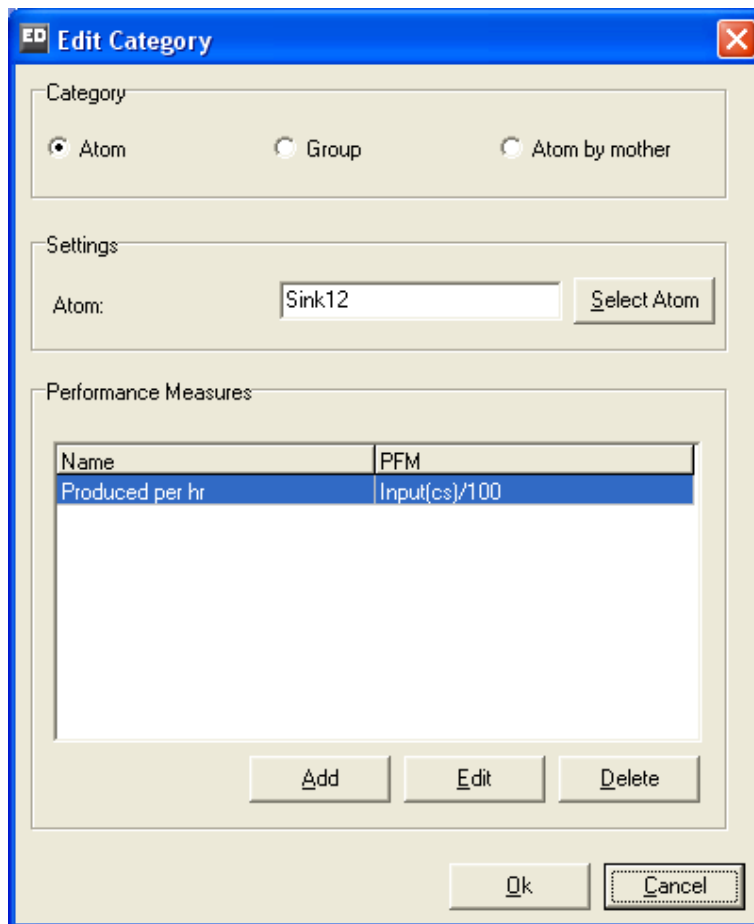 ED Edit Category
Category
Atom Group Atom by mother
Settings
Atom: Sink12 Select Atom
Performance Measures
Name PFM
Produced per hr Input(cs)/100
Add Edit Delete
Ok Cancel